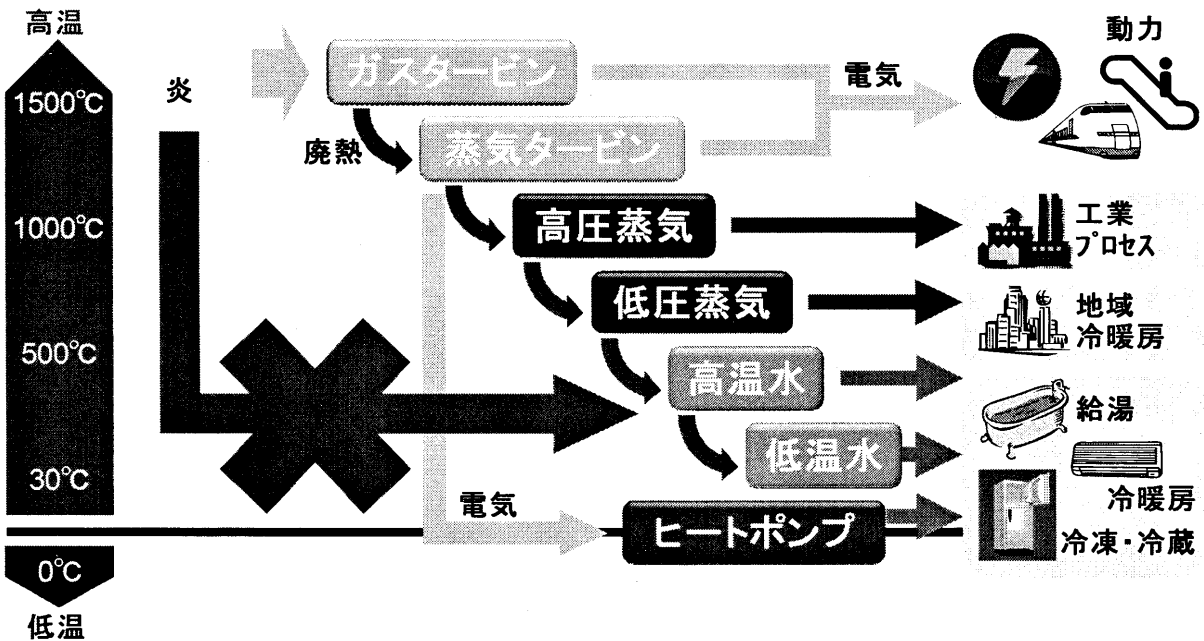 高温
1500℃
1000℃
500℃
30℃
0℃
低温
炎
廃熱
ガスタービン
蒸気タービン
高圧蒸気
低圧蒸気
高温水
低温水
電気
ヒートポンプ
電気
動力
工業
プロセス
地域
冷暖房
給湯
冷暖房
冷凍・冷蔵